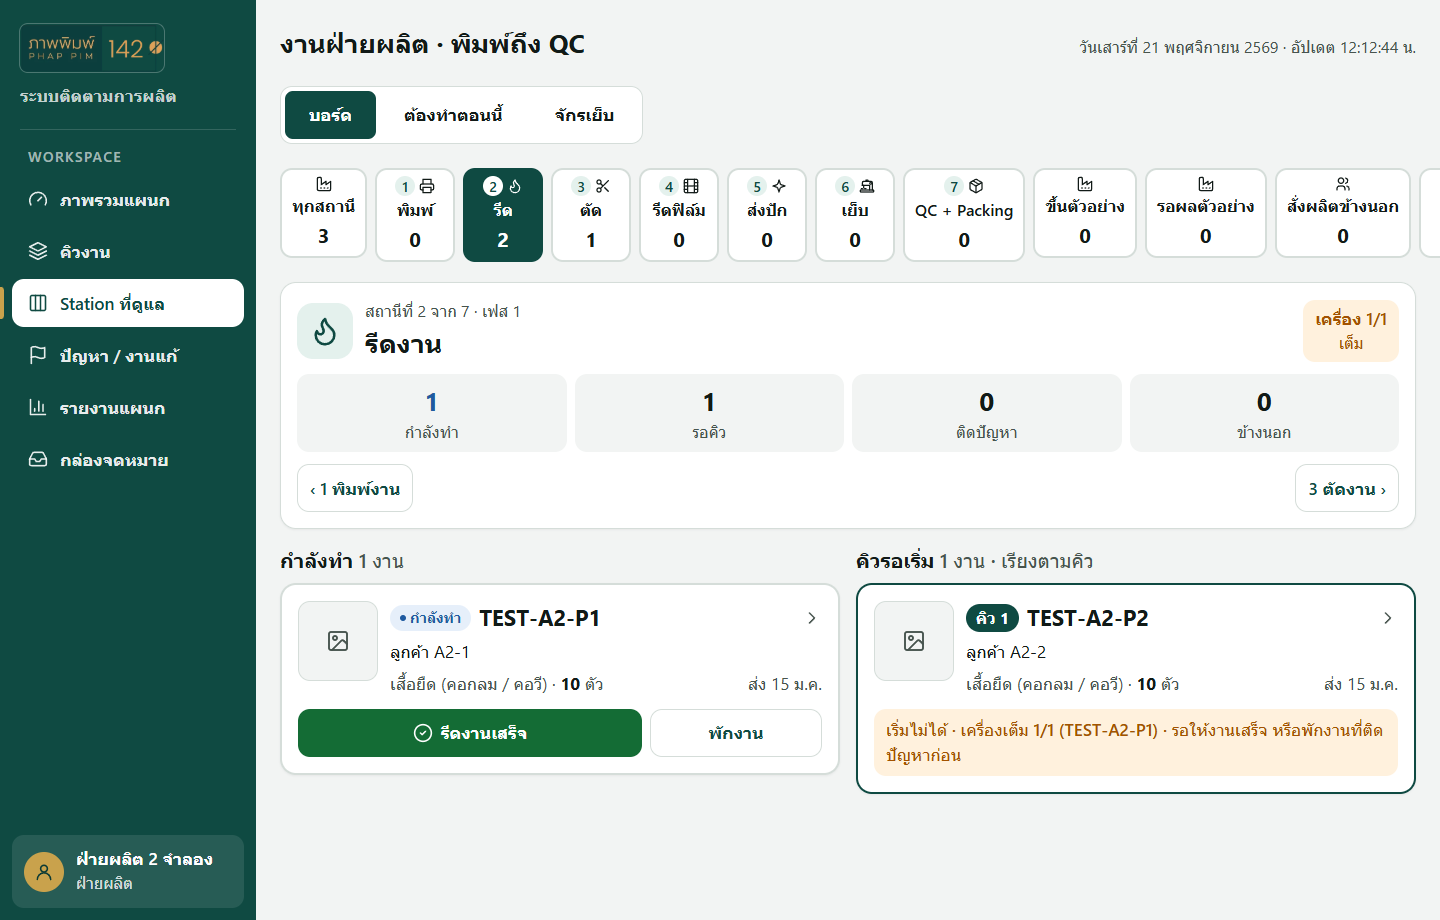 ภาพพิมพ์ 142
PHAP PIM
ระบบติดตามการผลิต
WORKSPACE
ภาพรวมแผนก
คิวงาน
Station ที่ดูแล
ปัญหา / งานแก้
รายงานแผนก
กล่องจดหมาย
ฝ่ายผลิต 2 จำลอง
ฝ่ายผลิต
งานฝ่ายผลิต · พิมพ์ถึง QC
วันเสาร์ที่ 21 พฤศจิกายน 2569 · อัปเดต 12:12:44 น.
บอร์ด
ต้องทำตอนนี้
จักรเย็บ
ทุกสถานี
3
1
พิมพ์
0
2
รีด
2
3
ตัด
1
4
รีดฟิล์ม
0
5
ส่งปัก
0
6
เย็บ
0
7
QC + Packing
0
ขึ้นตัวอย่าง
0
รอผลตัวอย่าง
0
สั่งผลิตข้างนอก
0
สถานีที่ 2 จาก 7 · เฟส 1
รีดงาน
เครื่อง 1/1
เต็ม
1
กำลังทำ
1
รอคิว
0
ติดปัญหา
0
ข้างนอก
‹ 1 พิมพ์งาน
3 ตัดงาน ›
กำลังทำ 1 งาน
กำลังทำ TEST-A2-P1
ลูกค้า A2-1
เสื้อยืด (คอกลม / คอวี) · 10 ตัว
ส่ง 15 ม.ค.
รีดงานเสร็จ
พักงาน
คิวรอเริ่ม 1 งาน · เรียงตามคิว
คิว 1 TEST-A2-P2
ลูกค้า A2-2
เสื้อยืด (คอกลม / คอวี) · 10 ตัว
ส่ง 15 ม.ค.
เริ่มไม่ได้ · เครื่องเต็ม 1/1 (TEST-A2-P1) · รอให้งานเสร็จ หรือพักงานที่ติด
ปัญหาก่อน